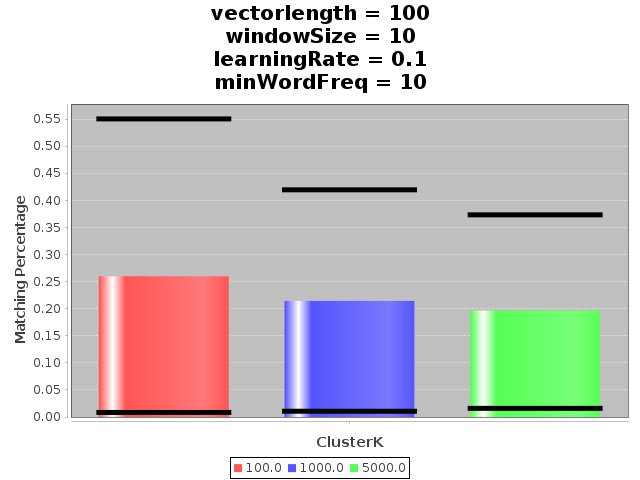 vectorlength = 100
windowSize = 10
learningRate = 0.1
minWordFreq = 10
0.55
0.50
0.45
0.40
0.35
0.30
0.25
0.20
0.15
0.10
0.05
0.00
Matching Percentage
ClusterK
100.0 1000.0 5000.0